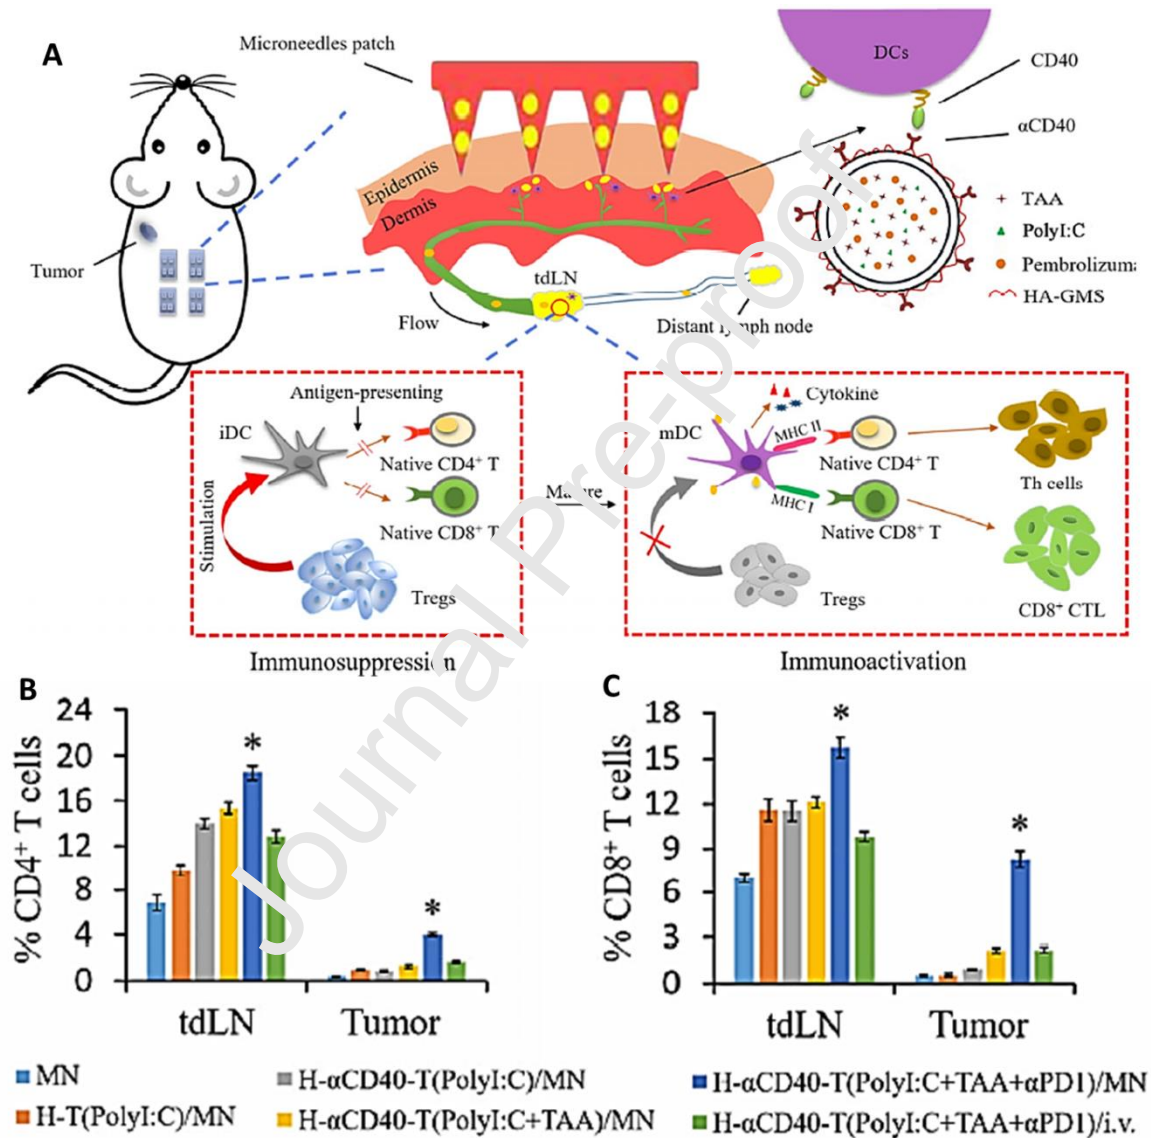 A
Microneedles patch
DCs
CD40
αCD40
Epidermis
Dermis
TAA
PolyI:C
Pembrolizuma
HA-GMS
Tumor
tdLN
Flow
Distant lymph node
Antigen-presenting
iDC
Native CD4⁺ T
Native CD8⁺ T
Stimulation
Tregs
Mature
Cytokine
mDC
MHC II
Native CD4⁺ T
Th cells
MHC I
Native CD8⁺ T
Tregs
CD8⁺ CTL
Immunosuppression
Immunoactivation
Journal Pre-proof
B
% CD4⁺ T cells
24
20
16
12
8
4
0
*
*
tdLN
Tumor
C
% CD8⁺ T cells
18
15
12
9
6
3
0
*
*
tdLN
Tumor
MN
H-αCD40-T(PolyI:C)/MN
H-αCD40-T(PolyI:C+TAA+αPD1)/MN
H-T(PolyI:C)/MN
H-αCD40-T(PolyI:C+TAA)/MN
H-αCD40-T(PolyI:C+TAA+αPD1)/i.v.